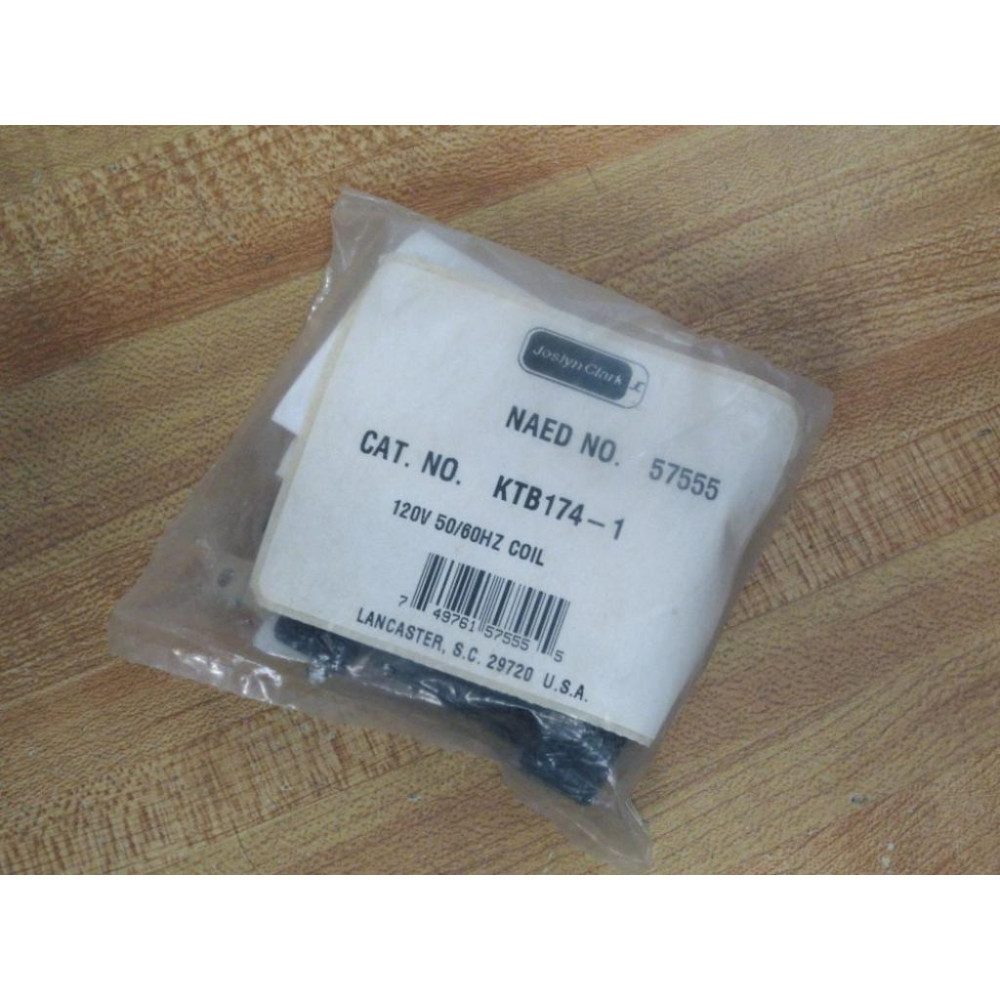 Joslyn Clark JC
NAED NO. 57555
CAT. NO. KTB174-1
120V 50/60HZ COIL
7 49761 57555 5
LANCASTER, S.C. 29720 U.S.A.